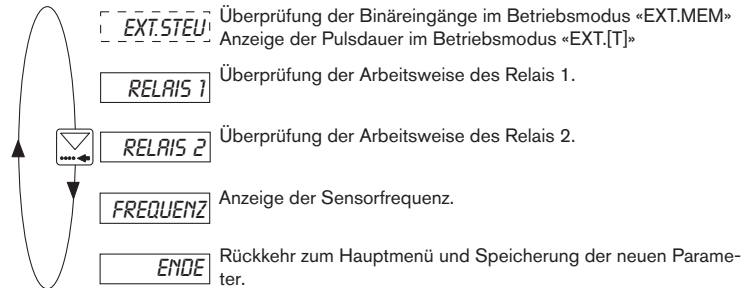 EXT.STEU Überprüfung der Binäreingänge im Betriebsmodus «EXT.MEM»
Anzeige der Pulsdauer im Betriebsmodus «EXT.[T]»
RELAIS 1 Überprüfung der Arbeitsweise des Relais 1.
RELAIS 2 Überprüfung der Arbeitsweise des Relais 2.
FREQUENZ Anzeige der Sensorfrequenz.
ENDE Rückkehr zum Hauptmenü und Speicherung der neuen Parame-
ter.